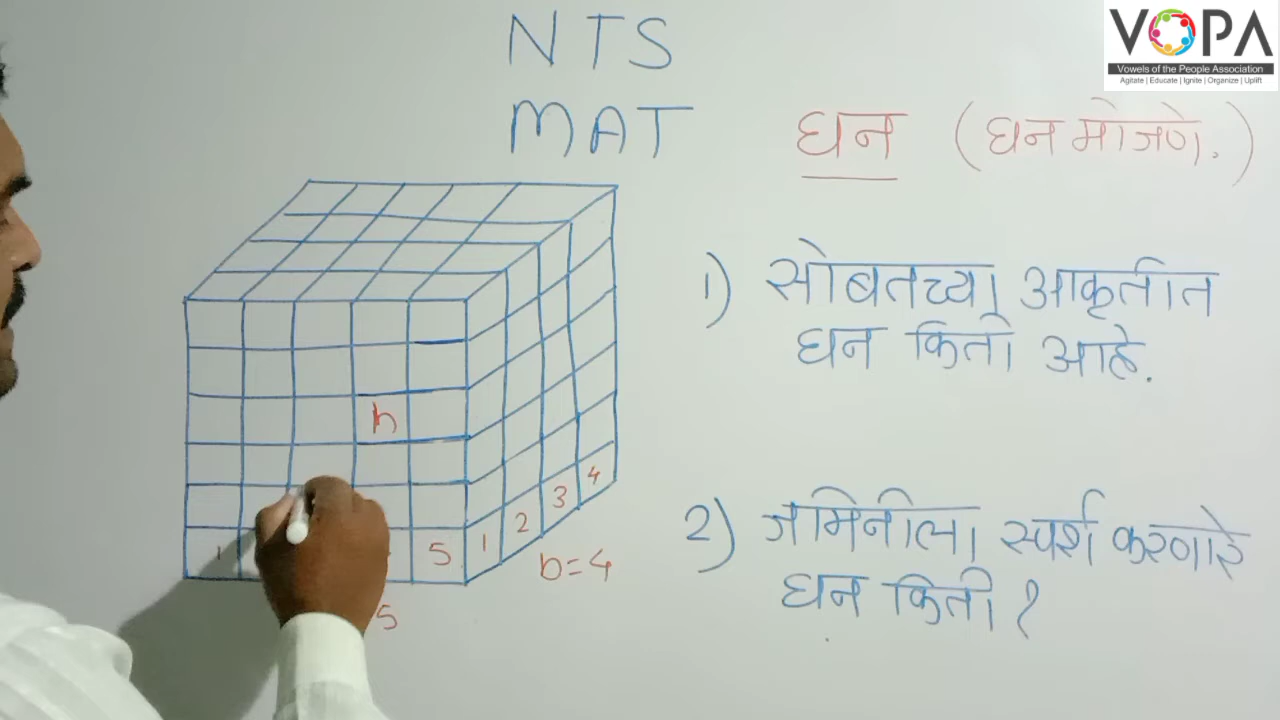 NTS
MAT
VOPA
Vowels of the People Association
Agitate | Educate | Ignite | Organize | Uplift
घन (घन मोजणे.)
1) सोबतच्या आकृतीत
घन किती आहे.
h
2) जमिनीला स्पर्श करणारे
घन किती?
1 5 1 2 3 4
b=4
5